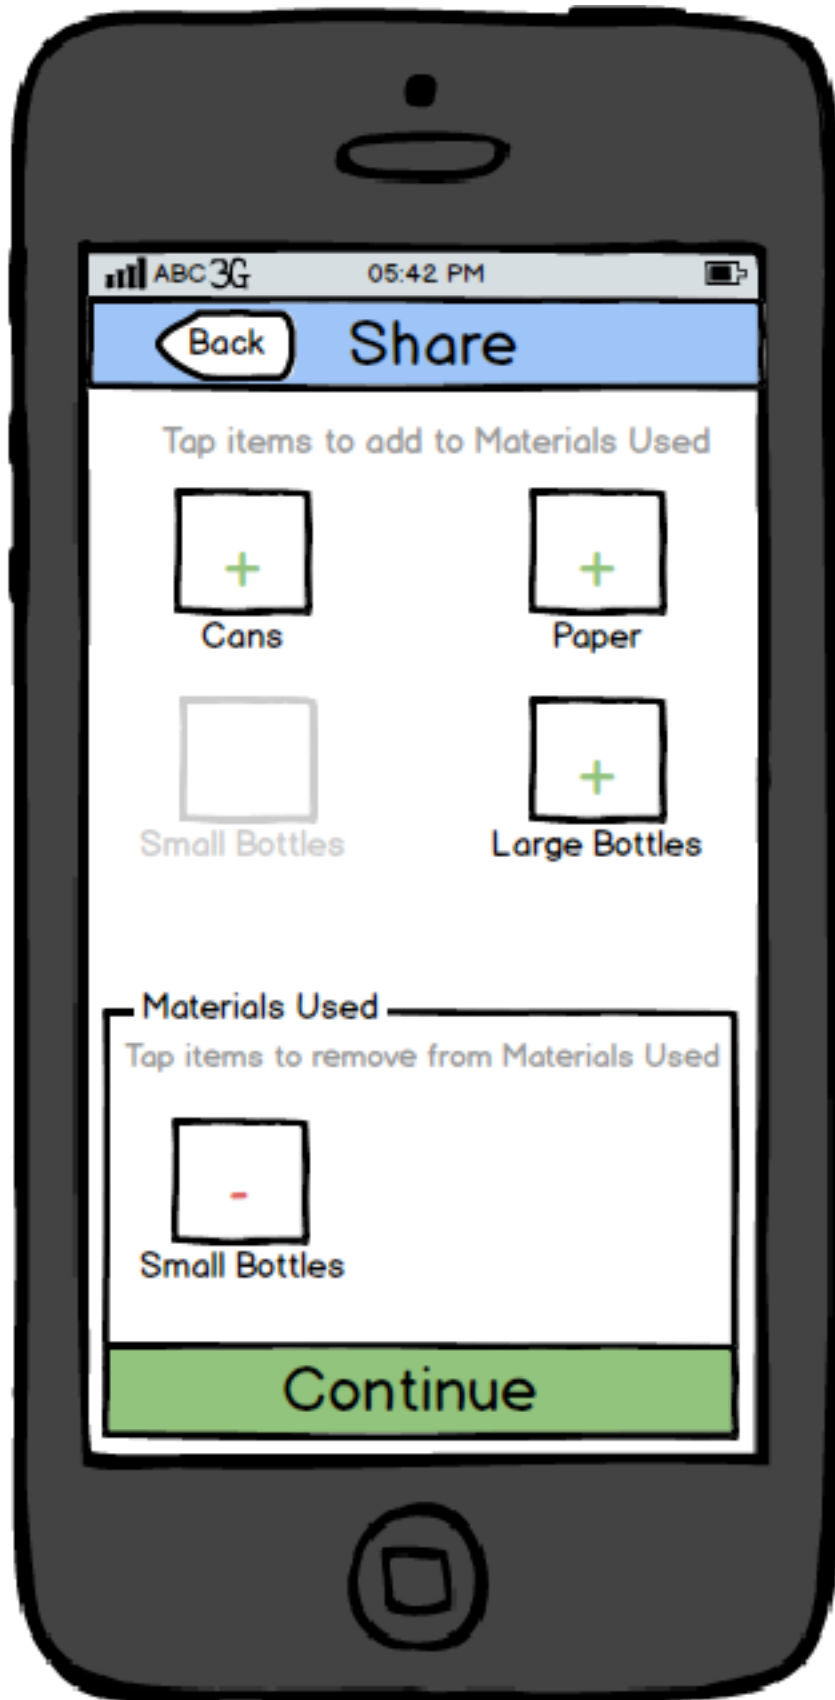 ABC 3G 05:42 PM
Back Share
Tap items to add to Materials Used
+ +
Cans Paper
+
Small Bottles Large Bottles
Materials Used
Tap items to remove from Materials Used
-
Small Bottles
Continue